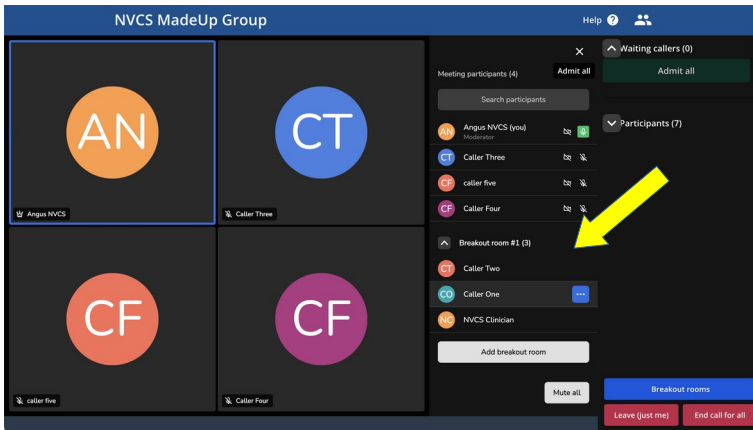 NVCS MadeUp Group
Help ?
AN
Angus NVCS
CT
Caller Three
CF
caller five
CF
Caller Four
Meeting participants (4)
Admit all
Search participants
AN
Angus NVCS (you)
Moderator
CT
Caller Three
CF
caller five
CF
Caller Four
Breakout room #1 (3)
CT
Caller Two
CO
Caller One
NC
NVCS Clinician
Add breakout room
Mute all
Waiting callers (0)
Admit all
Participants (7)
Breakout rooms
Leave (just me)
End call for all